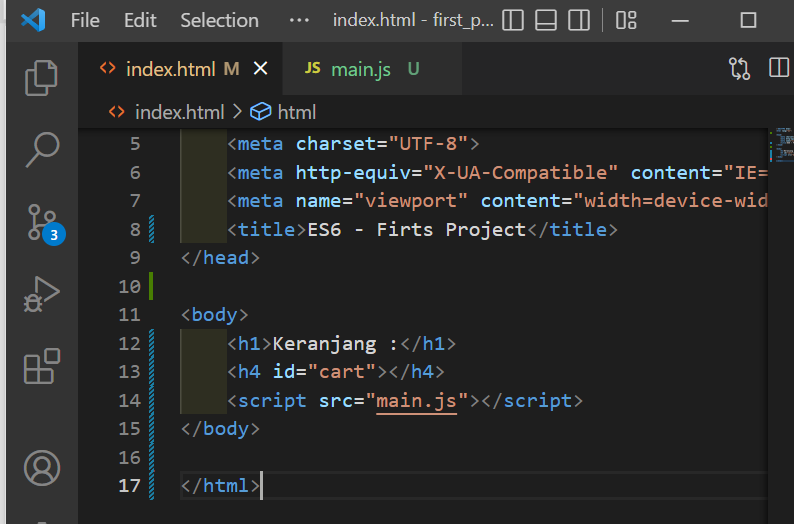 File Edit Selection ··· index.html - first_p...
<> index.html M × JS main.js U
<> index.html > html
5 <meta charset="UTF-8">
6 <meta http-equiv="X-UA-Compatible" content="IE=
7 <meta name="viewport" content="width=device-wid
8 <title>ES6 - Firts Project</title>
9 </head>
10
11 <body>
12 <h1>Keranjang :</h1>
13 <h4 id="cart"></h4>
14 <script src="main.js"></script>
15 </body>
16
17 </html>
3